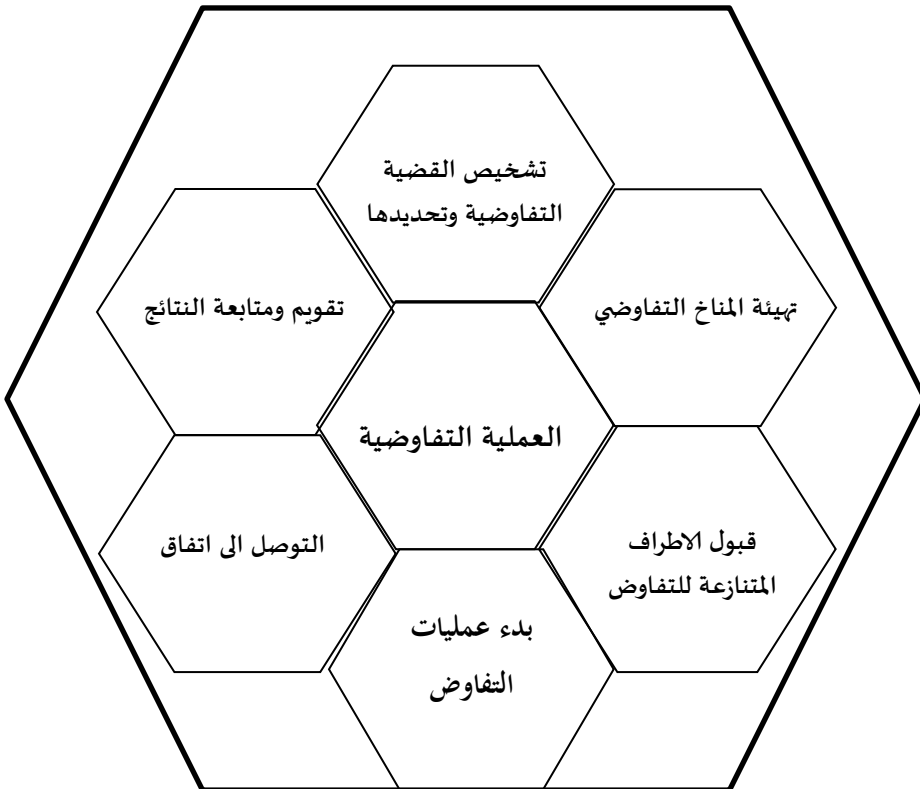 تشخيص القضية
التفاوضية وتحديدها
تهيئة المناخ التفاوضي
تقويم ومتابعة النتائج
العملية التفاوضية
قبول الاطراف
المتنازعة للتفاوض
التوصل الى اتفاق
بدء عمليات
التفاوض